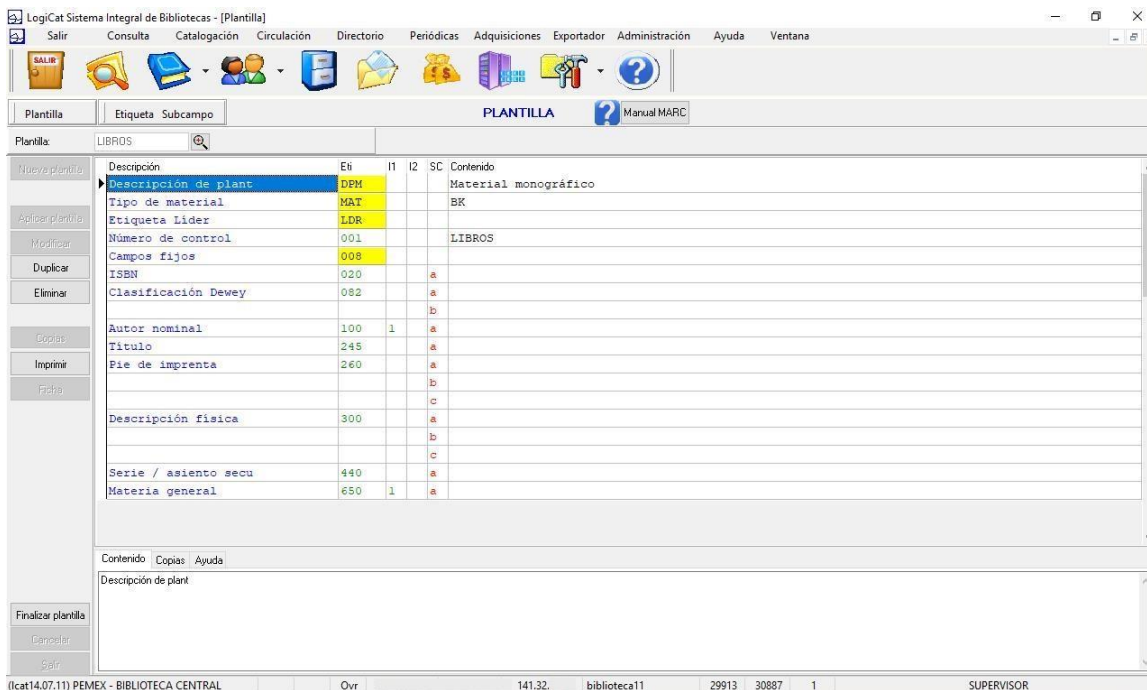 LogiCat Sistema Integral de Bibliotecas - [Plantilla]
Salir Consulta Catalogación Circulación Directorio Periódicas Adquisiciones Exportador Administración Ayuda Ventana
SALIR
Plantilla Etiqueta Subcampo PLANTILLA Manual MARC
Plantilla: LIBROS
Nueva plantilla
Aplicar plantilla
Modificar
Duplicar
Eliminar
Copias
Imprimir
Ficha
Descripción Eti I1 I2 SC Contenido
Descripción de plant DPM Material monográfico
Tipo de material MAT BK
Etiqueta Líder LDR
Número de control 001 LIBROS
Campos fijos 008
ISBN 020 a
Clasificación Dewey 082 a
b
Autor nominal 100 1 a
Título 245 a
Pie de imprenta 260 a
b
c
Descripción física 300 a
b
c
Serie / asiento secu 440 a
Materia general 650 1 a
Contenido Copias Ayuda
Descripción de plant
Finalizar plantilla
Cancelar
Salir
(lcat14.07.11) PEMEX - BIBLIOTECA CENTRAL Ovr 141.32. biblioteca11 29913 30887 1 SUPERVISOR